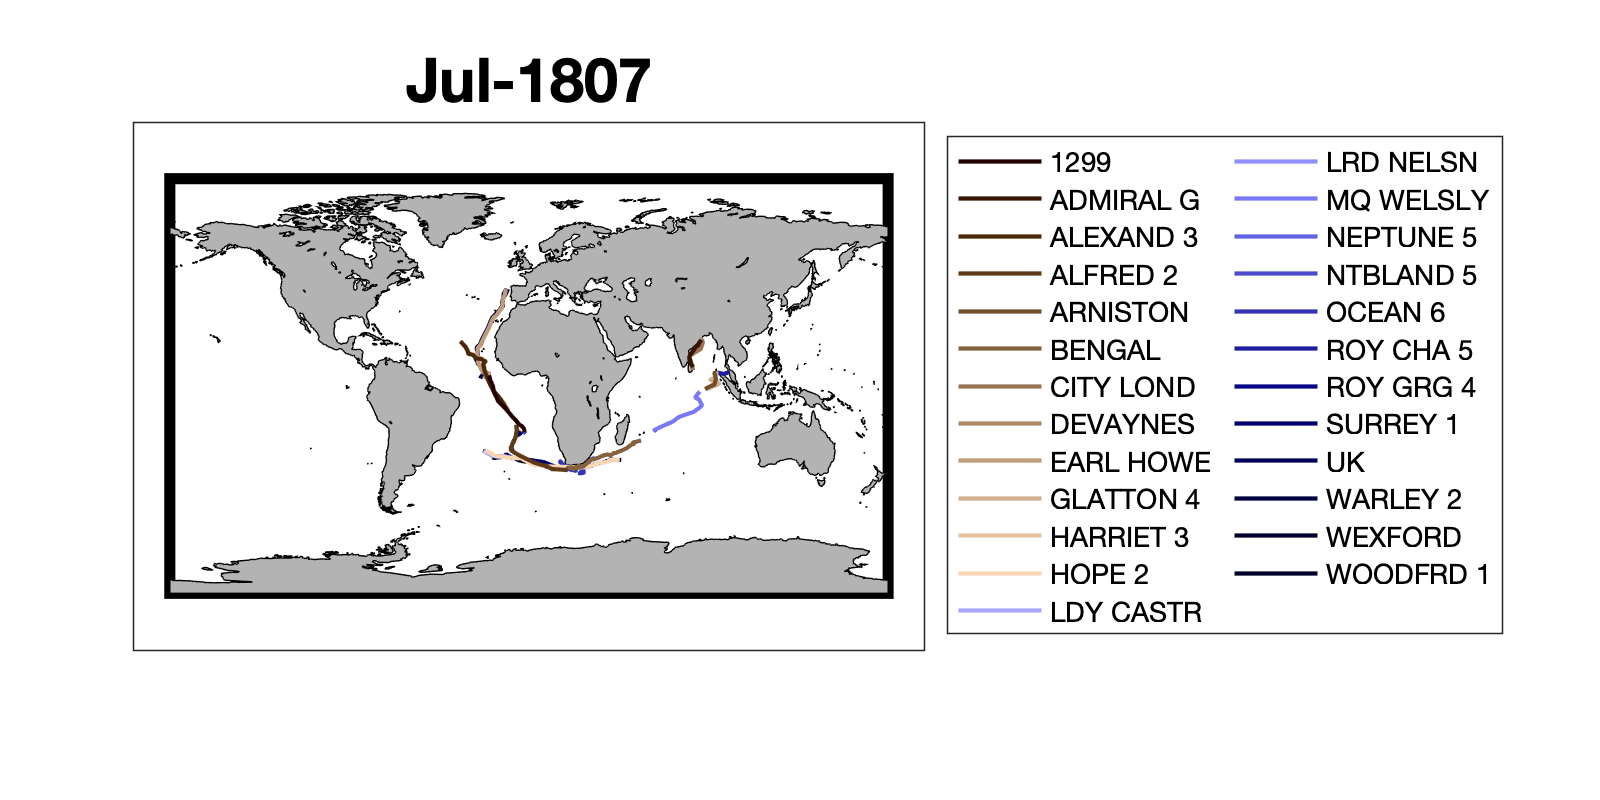 Jul-1807
1299
ADMIRAL G
ALEXAND 3
ALFRED 2
ARNISTON
BENGAL
CITY LOND
DEVAYNES
EARL HOWE
GLATTON 4
HARRIET 3
HOPE 2
LDY CASTR
LRD NELSN
MQ WELSLY
NEPTUNE 5
NTBLAND 5
OCEAN 6
ROY CHA 5
ROY GRG 4
SURREY 1
UK
WARLEY 2
WEXFORD
WOODFRD 1